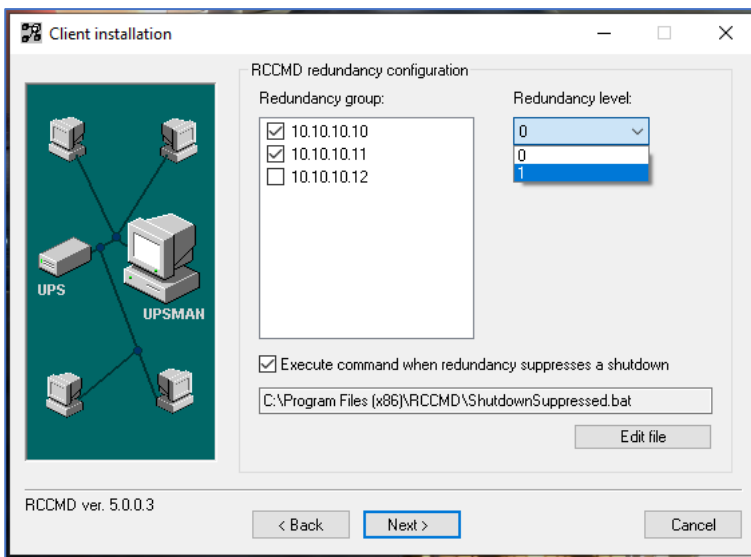 Client installation
RCCMD redundancy configuration
Redundancy group:
Redundancy level:
10.10.10.10
10.10.10.11
10.10.10.12
0
0
1
UPS
UPSMAN
Execute command when redundancy suppresses a shutdown
C:\Program Files (x86)\RCCMD\ShutdownSuppressed.bat
Edit file
RCCMD ver. 5.0.0.3
< Back
Next >
Cancel